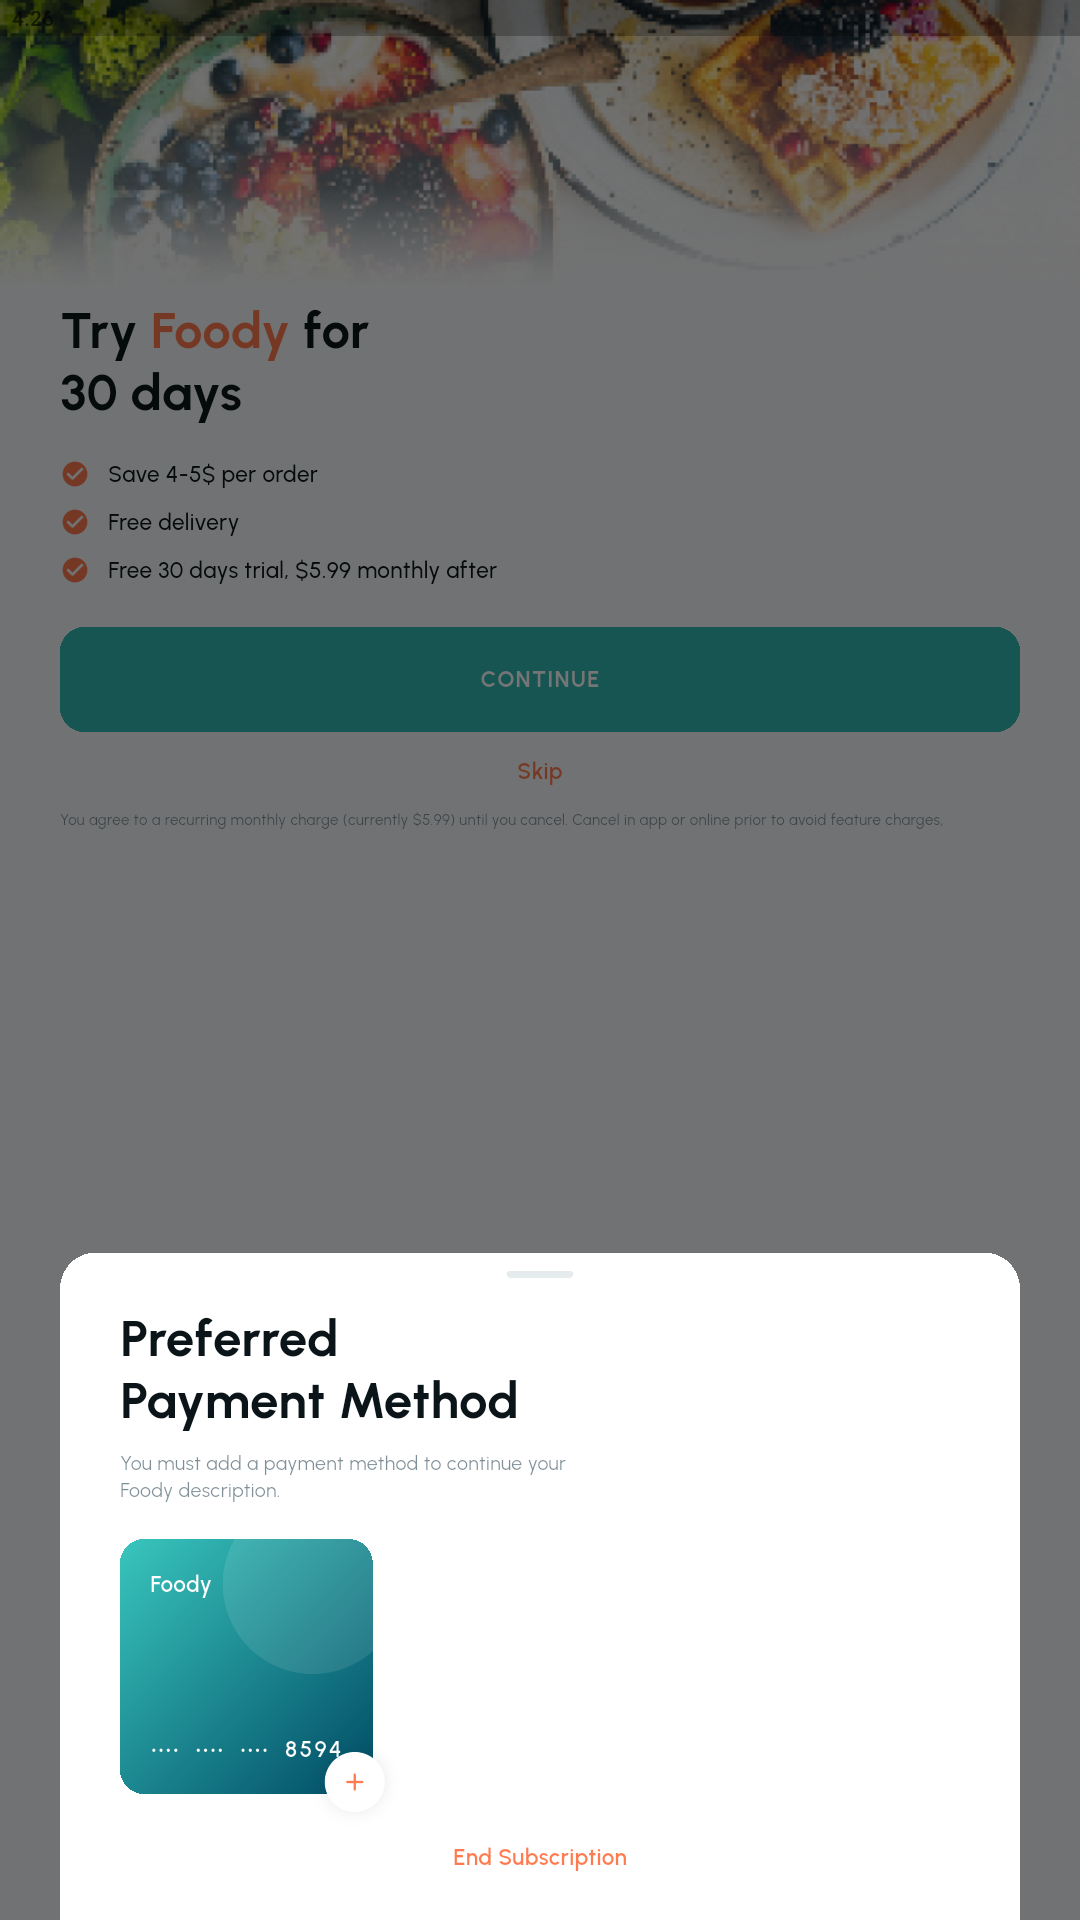 4:26
Try Foody for
30 days
Save 4-5$ per order
Free delivery
Free 30 days trial, $5.99 monthly after
CONTINUE
Skip
You agree to a recurring monthly charge (currently $5.99) until you cancel. Cancel in app or online prior to avoid feature charges,
Preferred
Payment Method
You must add a payment method to continue your
Foody description.
Foody
.... .... .... 8594
End Subscription